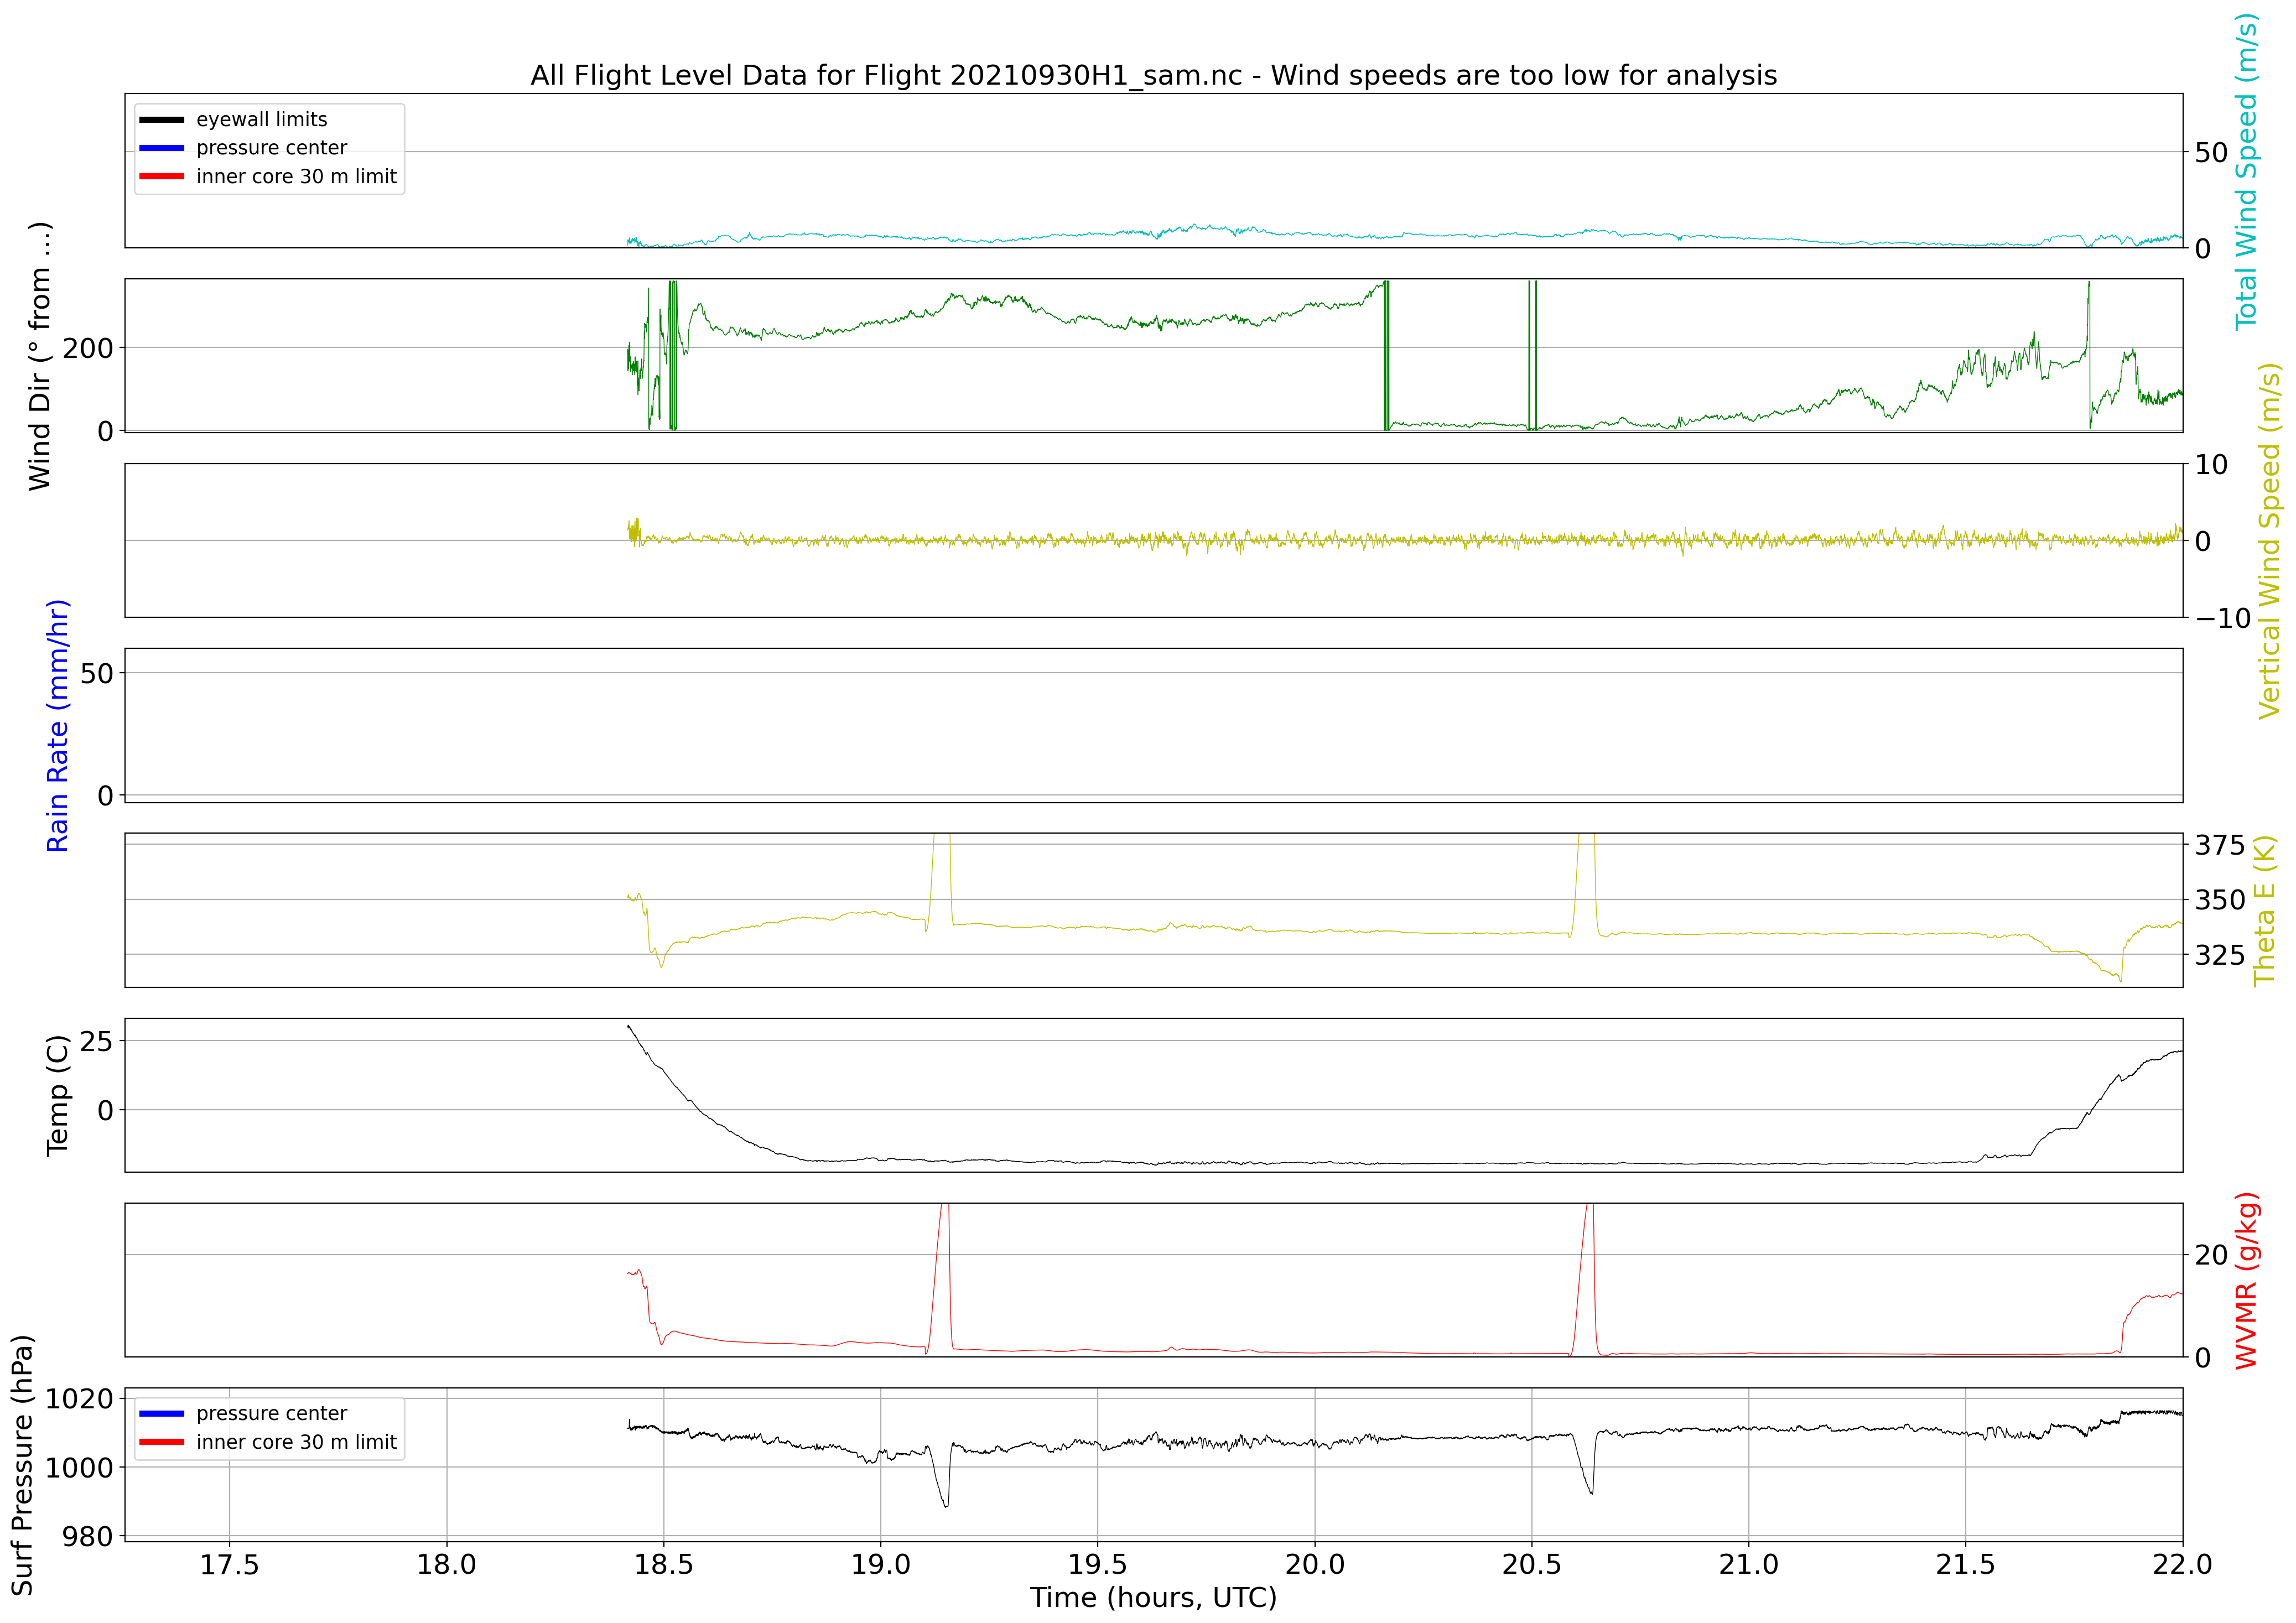 All Flight Level Data for Flight 20210930H1_sam.nc - Wind speeds are too low for analysis
eyewall limits
pressure center
inner core 30 m limit
50
0
Total Wind Speed (m/s)
Wind Dir (° from ...)
200
0
10
0
−10
Vertical Wind Speed (m/s)
Rain Rate (mm/hr)
50
0
375
350
325
Theta E (K)
Temp (C)
25
0
20
0
WVMR (g/kg)
Surf Pressure (hPa)
1020
1000
980
pressure center
inner core 30 m limit
17.5 18.0 18.5 19.0 19.5 20.0 20.5 21.0 21.5 22.0
Time (hours, UTC)